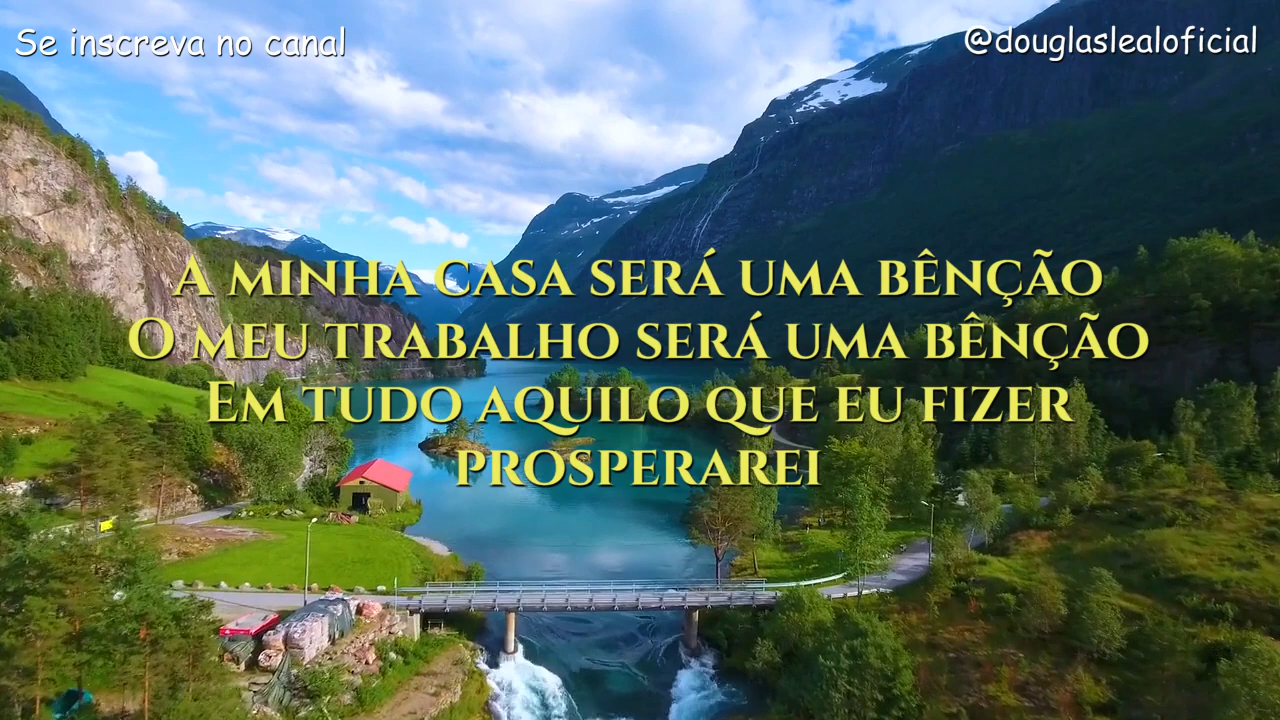 Se inscreva no canal
@douglaslealoficial
A minha casa será uma bênção
O meu trabalho será uma bênção
Em tudo aquilo que eu fizer
prosperarei